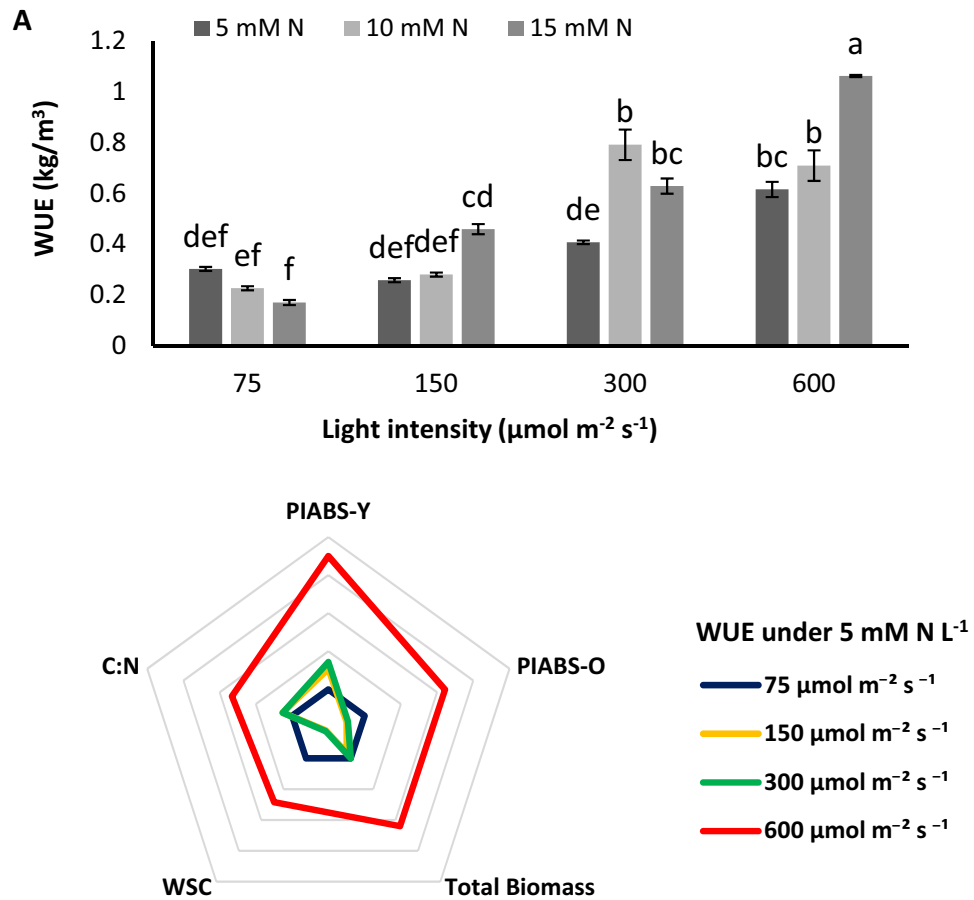 A
5 mM N 10 mM N 15 mM N
WUE (kg/m³)
1.2
1
0.8
0.6
0.4
0.2
0
def ef f def def cd de b bc bc b a
75 150 300 600
Light intensity (µmol m⁻² s⁻¹)
PIABS-Y
C:N
PIABS-O
WSC
Total Biomass
WUE under 5 mM N L⁻¹
75 µmol m⁻² s⁻¹
150 µmol m⁻² s⁻¹
300 µmol m⁻² s⁻¹
600 µmol m⁻² s⁻¹